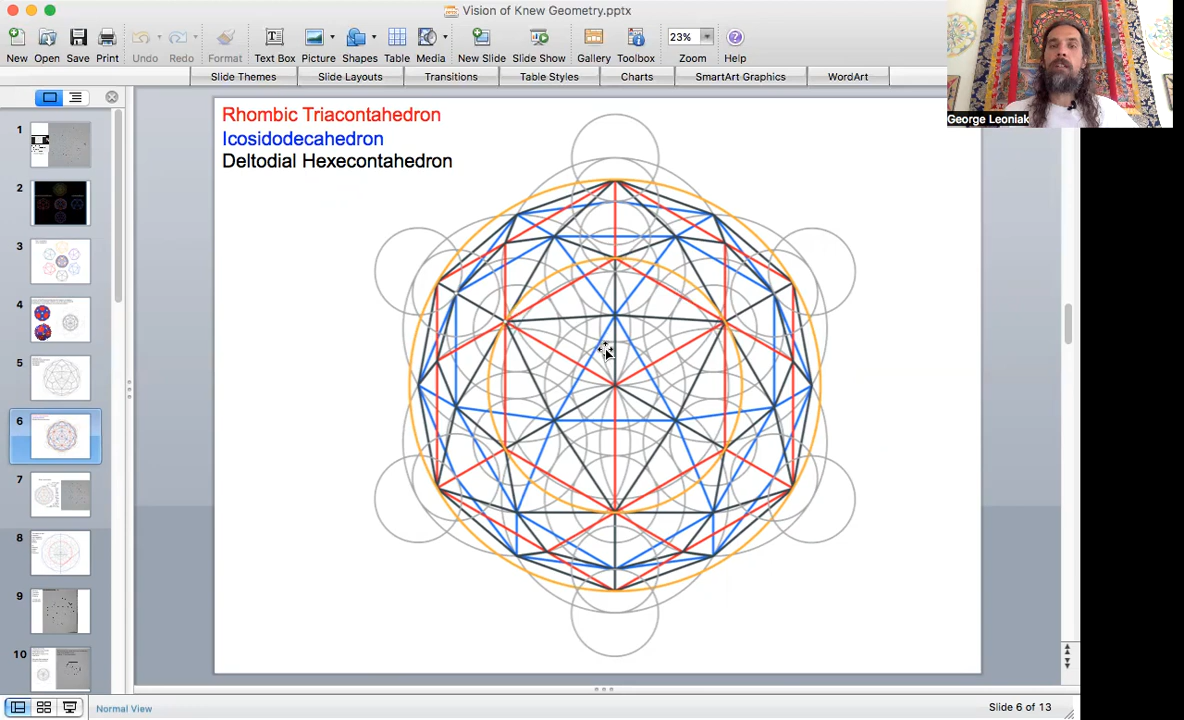 Vision of Knew Geometry.pptx
New Open Save Print Undo Redo Format Text Box Picture Shapes Table Media New Slide Slide Show Gallery Toolbox Zoom Help
23%
Slide Themes Slide Layouts Transitions Table Styles Charts SmartArt Graphics WordArt
George Leoniak
Rhombic Triacontahedron
Icosidodecahedron
Deltodial Hexecontahedron
1
2
3
4
5
6
7
8
9
10
Normal View
Slide 6 of 13